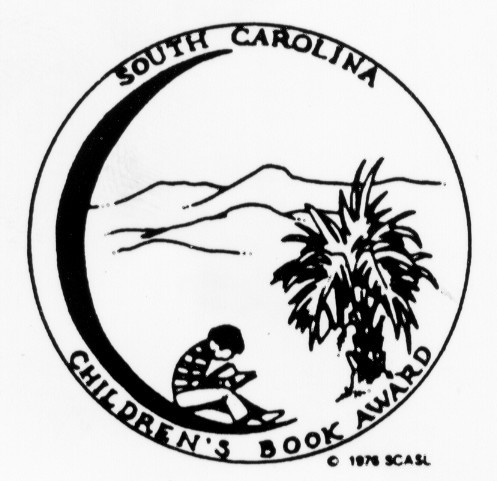 SOUTH CAROLINA
CHILDREN'S BOOK AWARD
© 1976 SCASL